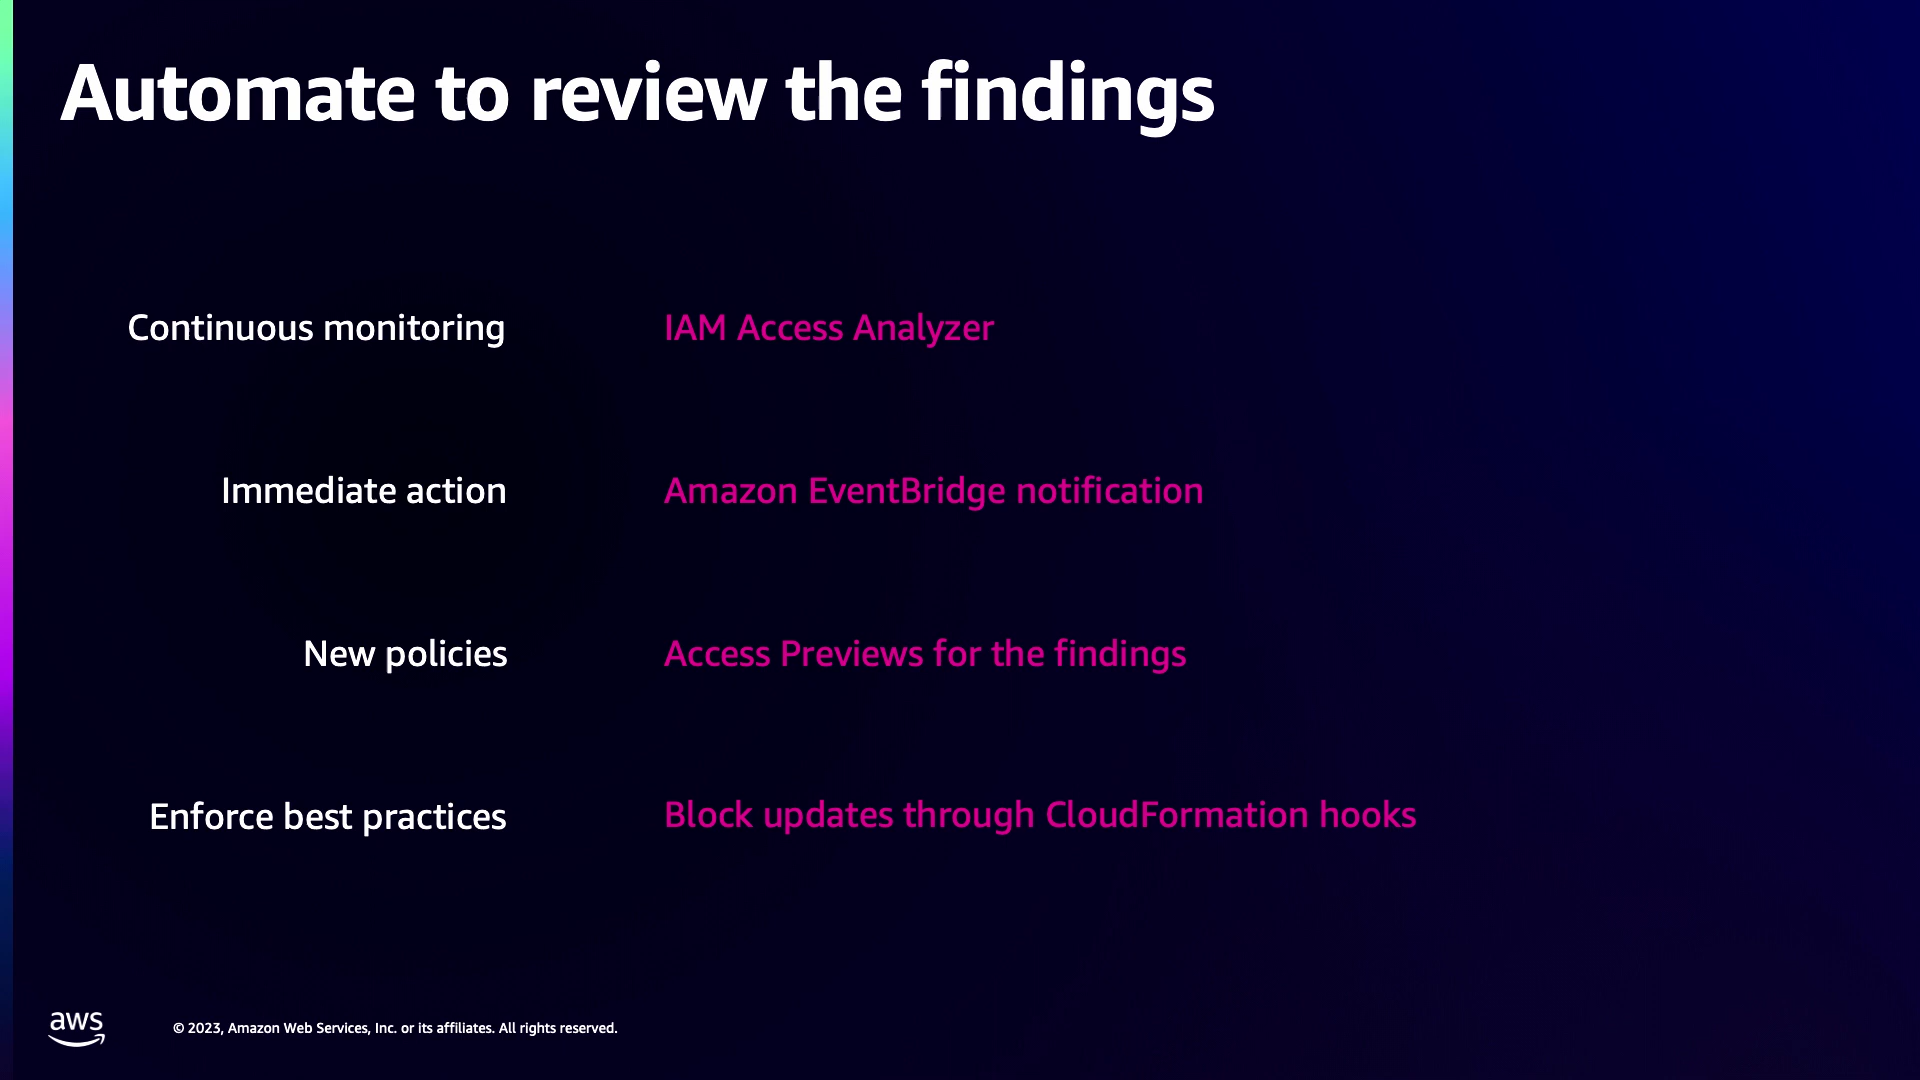 Automate to review the findings
Continuous monitoring
IAM Access Analyzer
Immediate action
Amazon EventBridge notification
New policies
Access Previews for the findings
Enforce best practices
Block updates through CloudFormation hooks
aws
© 2023, Amazon Web Services, Inc. or its affiliates. All rights reserved.